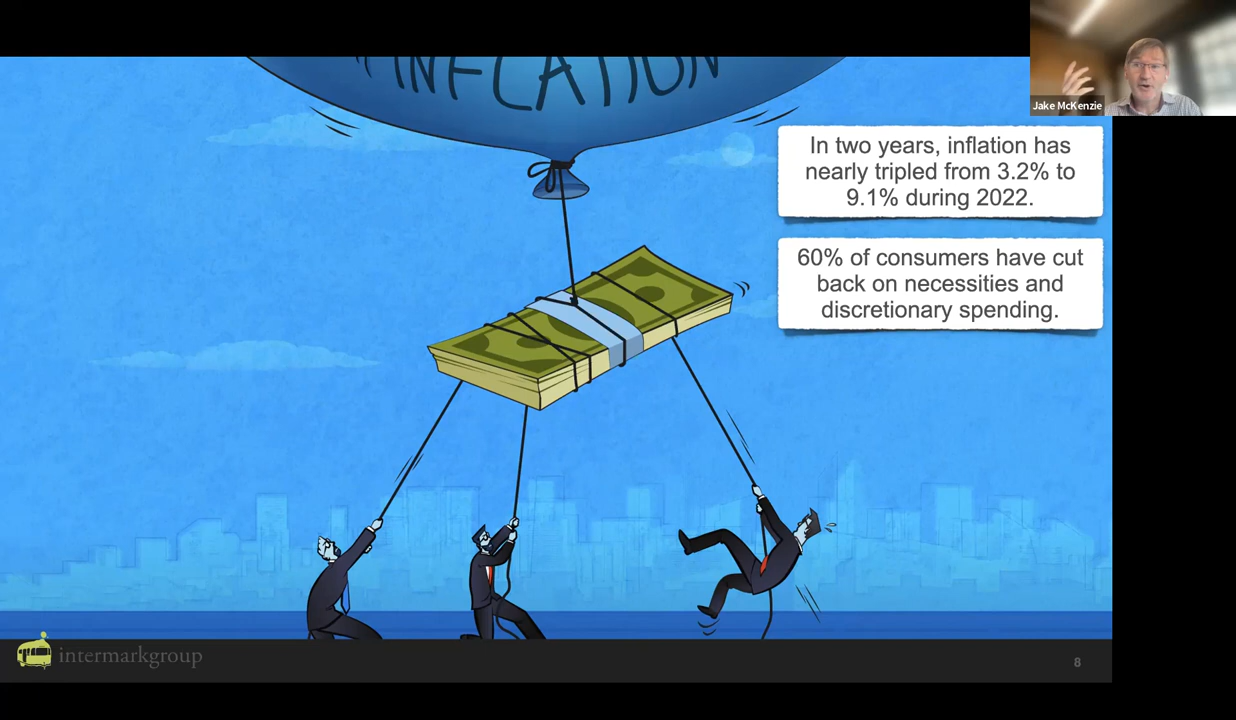 INFLATION
Jake McKenzie
In two years, inflation has
nearly tripled from 3.2% to
9.1% during 2022.
60% of consumers have cut
back on necessities and
discretionary spending.
intermarkgroup
8